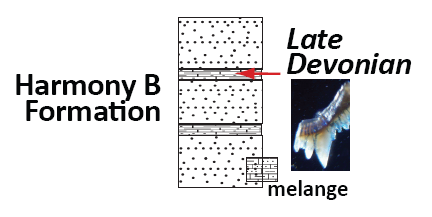 Late
Devonian
Harmony B
Formation
melange